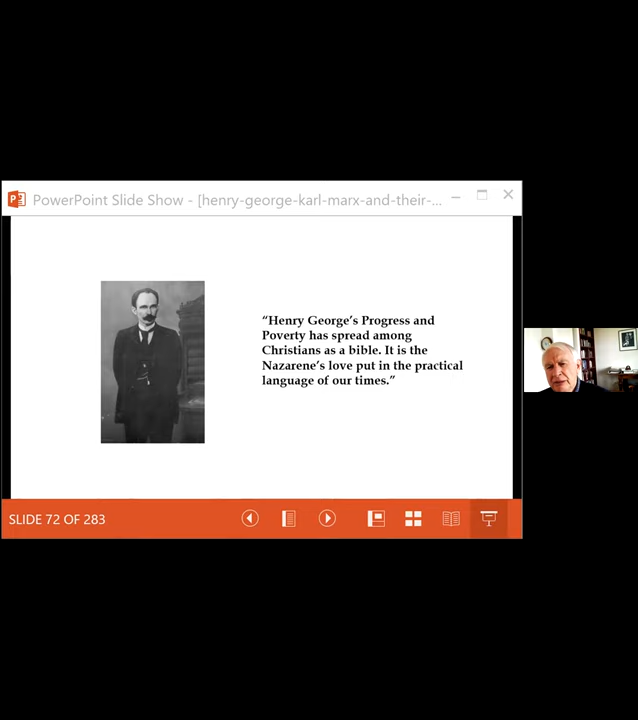 PowerPoint Slide Show - [henry-george-karl-marx-and-their-...
“Henry George’s Progress and
Poverty has spread among
Christians as a bible. It is the
Nazarene’s love put in the practical
language of our times.”
SLIDE 72 OF 283